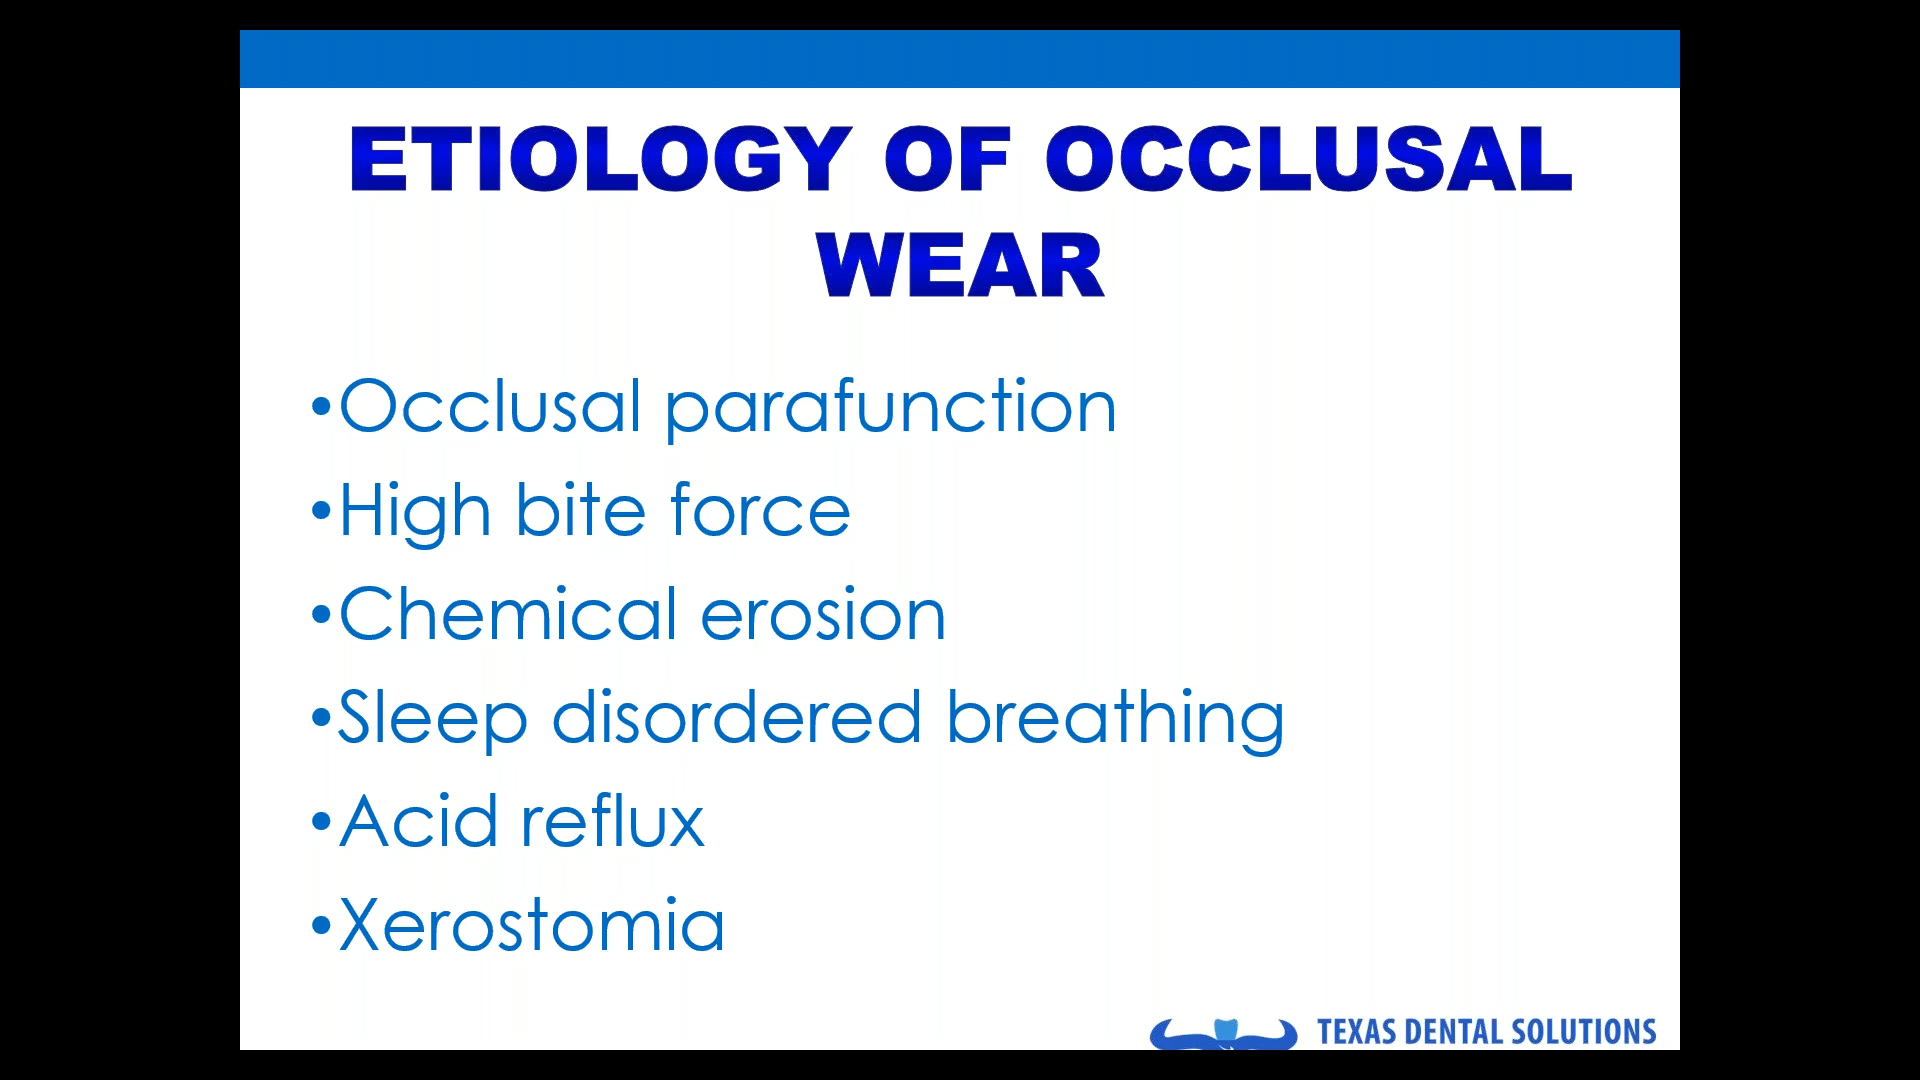 ETIOLOGY OF OCCLUSAL
WEAR
•Occlusal parafunction
•High bite force
•Chemical erosion
•Sleep disordered breathing
•Acid reflux
•Xerostomia
TEXAS DENTAL SOLUTIONS